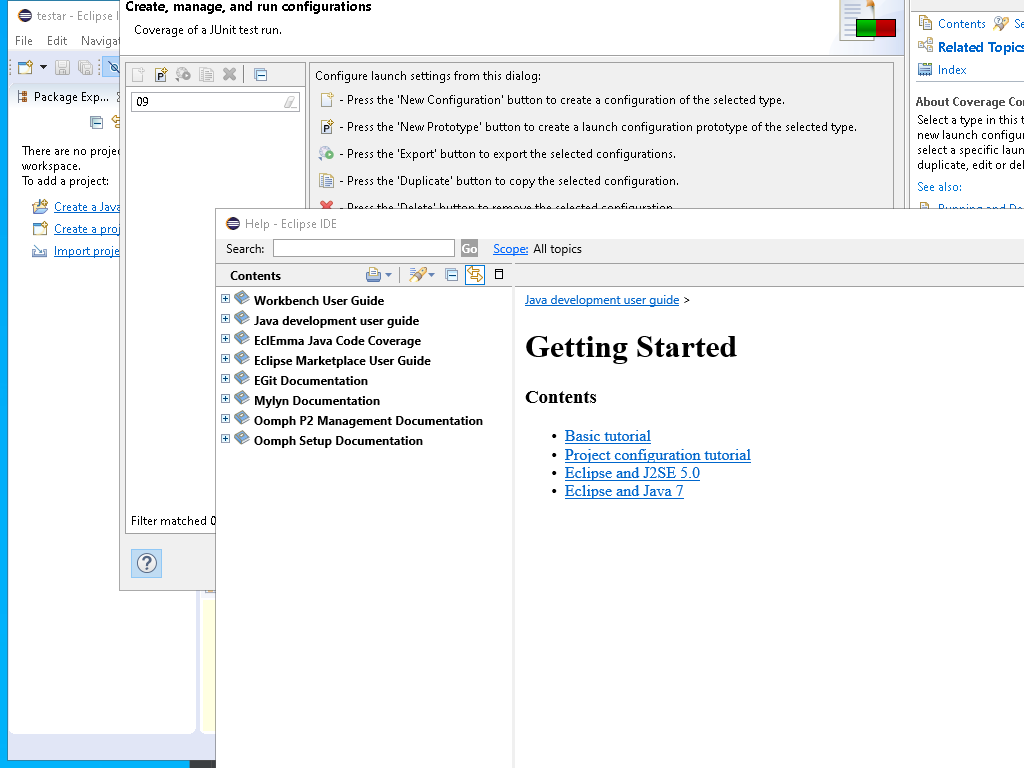 testar - Eclipse I
File Edit Navigat
Package Exp...
There are no projec
workspace.
To add a project:
Create a Java
Create a proj
Import proje
Create, manage, and run configurations
Coverage of a JUnit test run.
09
Filter matched 0
Configure launch settings from this dialog:
- Press the 'New Configuration' button to create a configuration of the selected type.
- Press the 'New Prototype' button to create a launch configuration prototype of the selected type.
- Press the 'Export' button to export the selected configurations.
- Press the 'Duplicate' button to copy the selected configuration.
- Press the 'Delete' button to remove the selected configuration.
Contents Se
Related Topics
Index
About Coverage Co
Select a type in this t
new launch configur
select a specific laun
duplicate, edit or del
See also:
Running and De
Help - Eclipse IDE
Search: Go Scope: All topics
Contents
Workbench User Guide
Java development user guide
EclEmma Java Code Coverage
Eclipse Marketplace User Guide
EGit Documentation
Mylyn Documentation
Oomph P2 Management Documentation
Oomph Setup Documentation
Java development user guide >
Getting Started
Contents
• Basic tutorial
• Project configuration tutorial
• Eclipse and J2SE 5.0
• Eclipse and Java 7